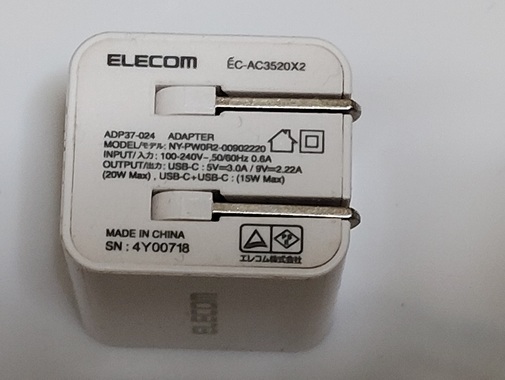 ELECOM EC-AC3520X2
ADP37-024 ADAPTER
MODEL/モデル: NY-PW0R2-00902220
INPUT/入力: 100-240V~,50/60Hz 0.6A
OUTPUT/出力: USB-C : 5V⎓3.0A / 9V⎓2.22A
(20W Max) , USB-C+USB-C : (15W Max)
MADE IN CHINA
SN : 4Y00718
エレコム株式会社
ELECOM